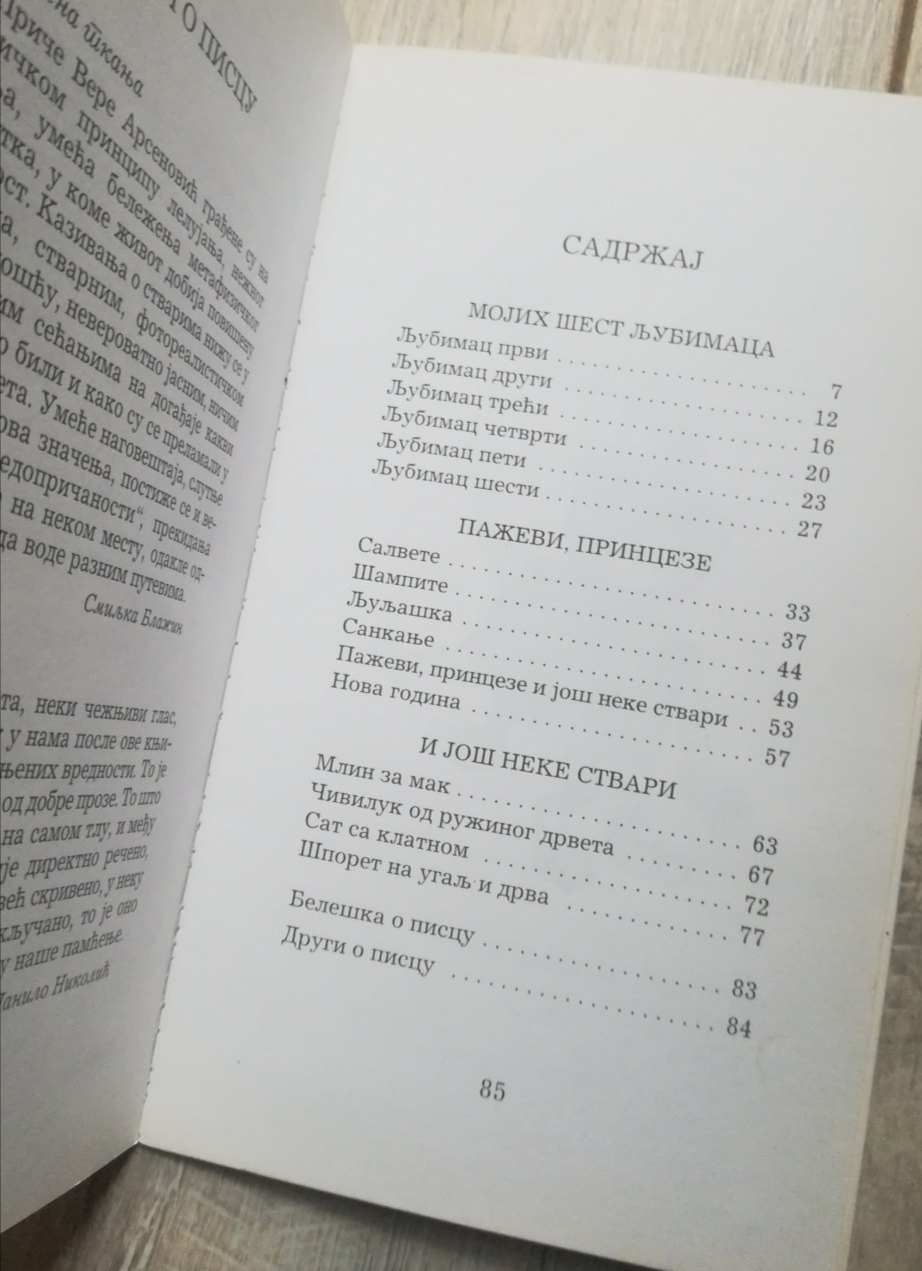 О ПИСЦУ
ткања
Приче Вере Арсеновић грађене су на
принципу лелујања, нежног
умећа бележења метафизичког
у коме живот добија повишену
Казивања о стварима нижу се у
стварним, фотореалистичком
невероватно јасним, ничим
сећањима на догађаје какви
били и како су се преламали у
Умеће наговештаја, слутње
значења, постиже се и ве-
прекидања
на неком месту, одакле од-
да воде разним путевима.
Смиљка Блажин
неки чежњиви глас,
у нама после ове књи-
вредности. То је
од добре прозе. То што
на самом тлу, и међу
директно речено,
већ скривено, у неку
то је оно
у наше памћење.
Данило Николић
САДРЖАЈ
МОЈИХ ШЕСТ ЉУБИМАЦА
Љубимац први . . . . . . . . . . . . . . . . . . . . 7
Љубимац други . . . . . . . . . . . . . . . . . . . 12
Љубимац трећи . . . . . . . . . . . . . . . . . . . 16
Љубимац четврти . . . . . . . . . . . . . . . . . 20
Љубимац пети . . . . . . . . . . . . . . . . . . . . 23
Љубимац шести . . . . . . . . . . . . . . . . . . . 27
ПАЖЕВИ, ПРИНЦЕЗЕ
Салвете . . . . . . . . . . . . . . . . . . . . . . . . . 33
Шампите . . . . . . . . . . . . . . . . . . . . . . . . 37
Љуљашка . . . . . . . . . . . . . . . . . . . . . . . 44
Санкање . . . . . . . . . . . . . . . . . . . . . . . . 49
Пажеви, принцезе и још неке ствари . . 53
Нова година . . . . . . . . . . . . . . . . . . . . . 57
И ЈОШ НЕКЕ СТВАРИ
Млин за мак . . . . . . . . . . . . . . . . . . . . . 63
Чивилук од ружиног дрвета . . . . . . . . . 67
Сат са клатном . . . . . . . . . . . . . . . . . . . 72
Шпорет на угаљ и дрва . . . . . . . . . . . . . 77
Белешка о писцу . . . . . . . . . . . . . . . . . . 83
Други о писцу . . . . . . . . . . . . . . . . . . . . 84
85